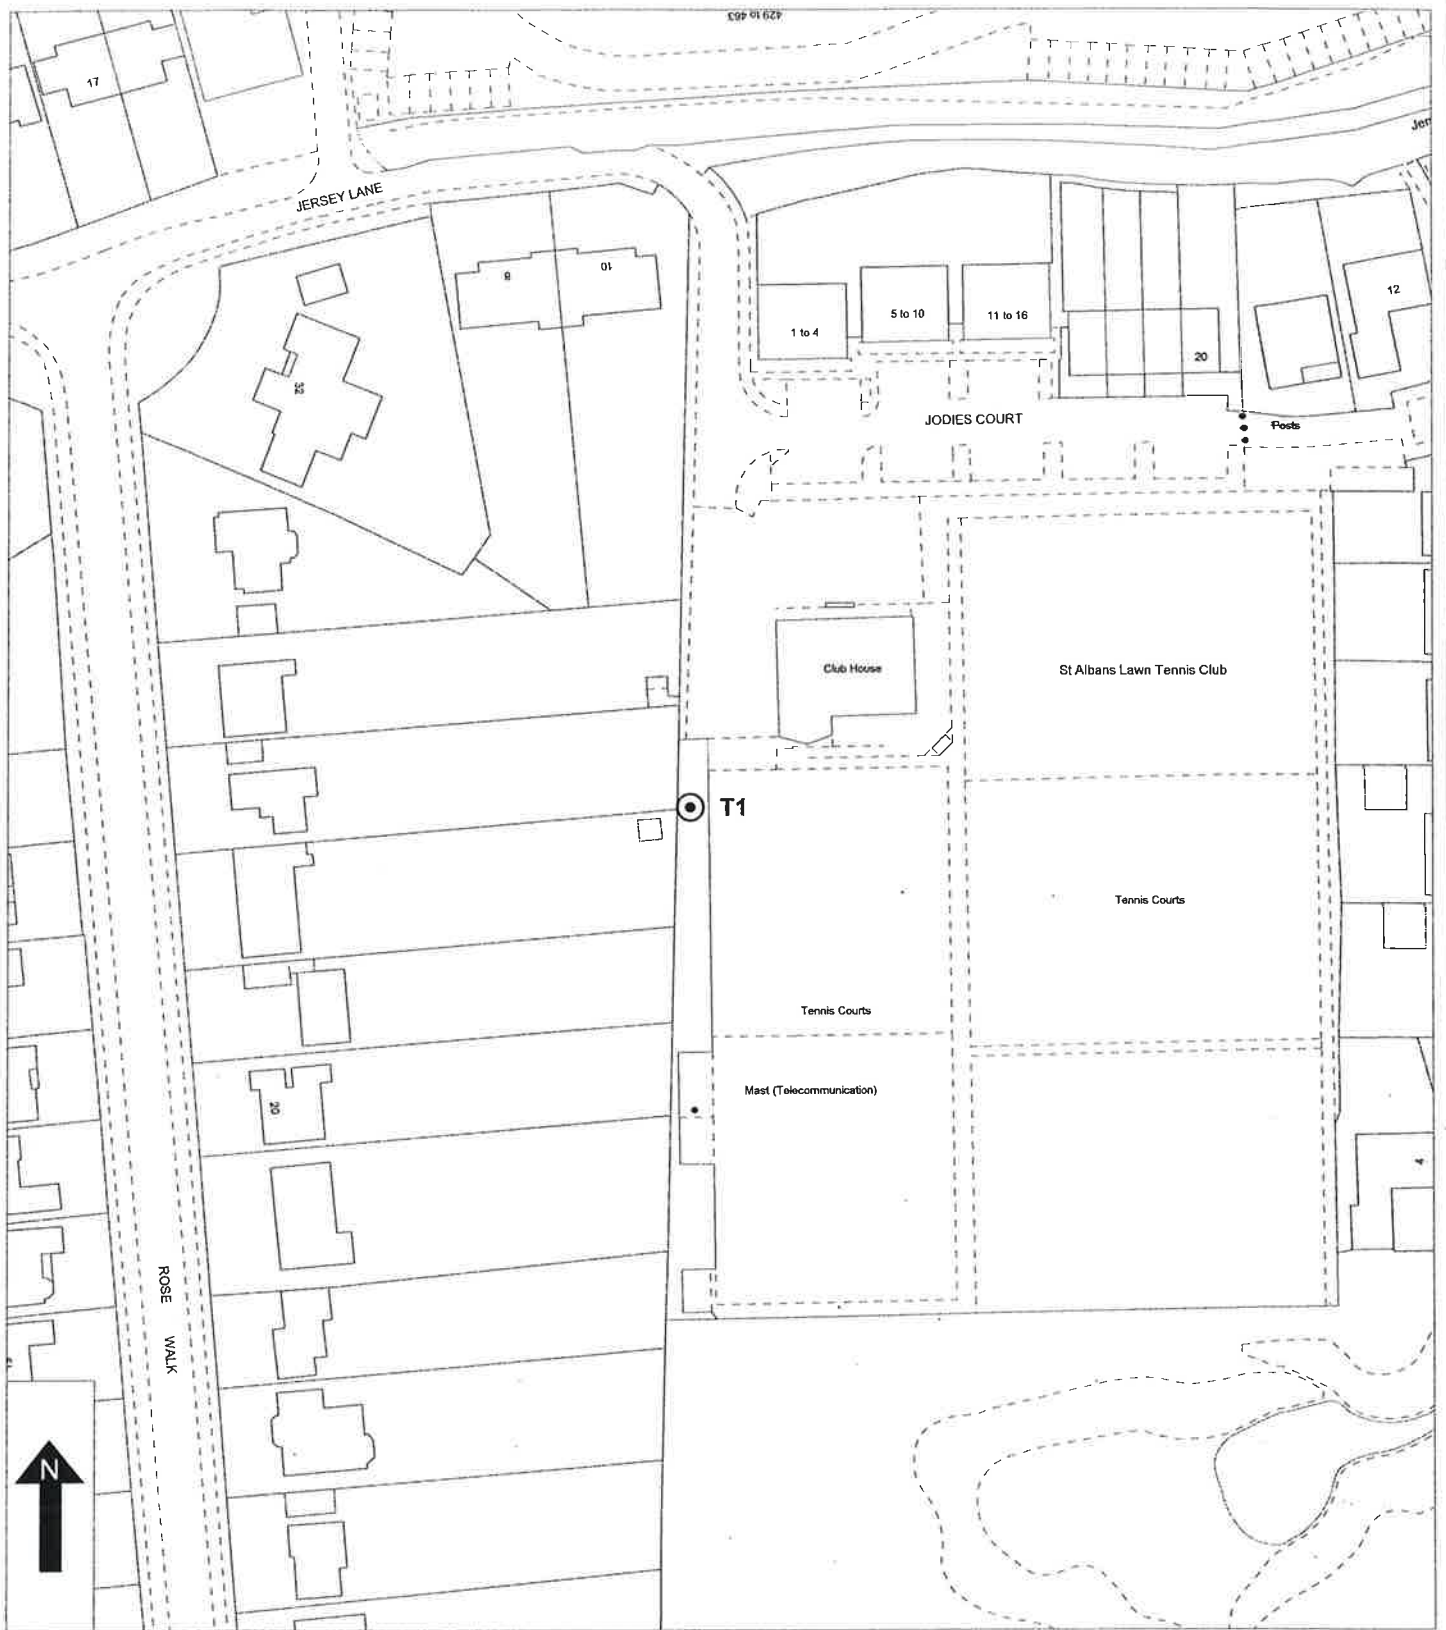 429 to 463
17
Jer
JERSEY LANE
8
10
12
1 to 4
5 to 10
11 to 16
20
32
JODIES COURT
Posts
Club House
St Albans Lawn Tennis Club
T1
Tennis Courts
Tennis Courts
Mast (Telecommunication)
20
4
ROSE WALK
N